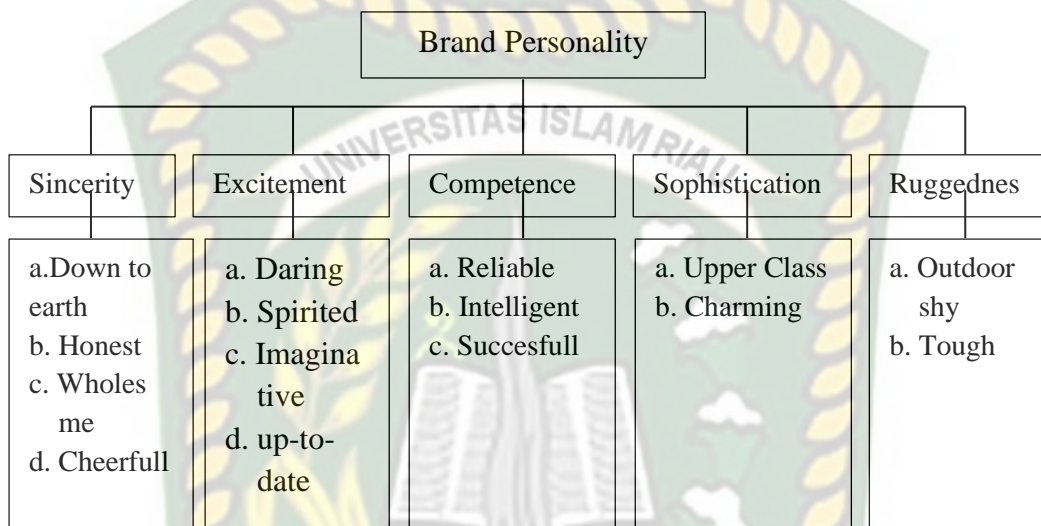 Brand Personality
UNIVERSITAS ISLAM RIAU
Sincerity
Excitement
Competence
Sophistication
Ruggednes
a.Down to
earth
b. Honest
c. Wholes
me
d. Cheerfull
a. Daring
b. Spirited
c. Imagina
tive
d. up-to-
date
a. Reliable
b. Intelligent
c. Succesfull
a. Upper Class
b. Charming
a. Outdoor
shy
b. Tough